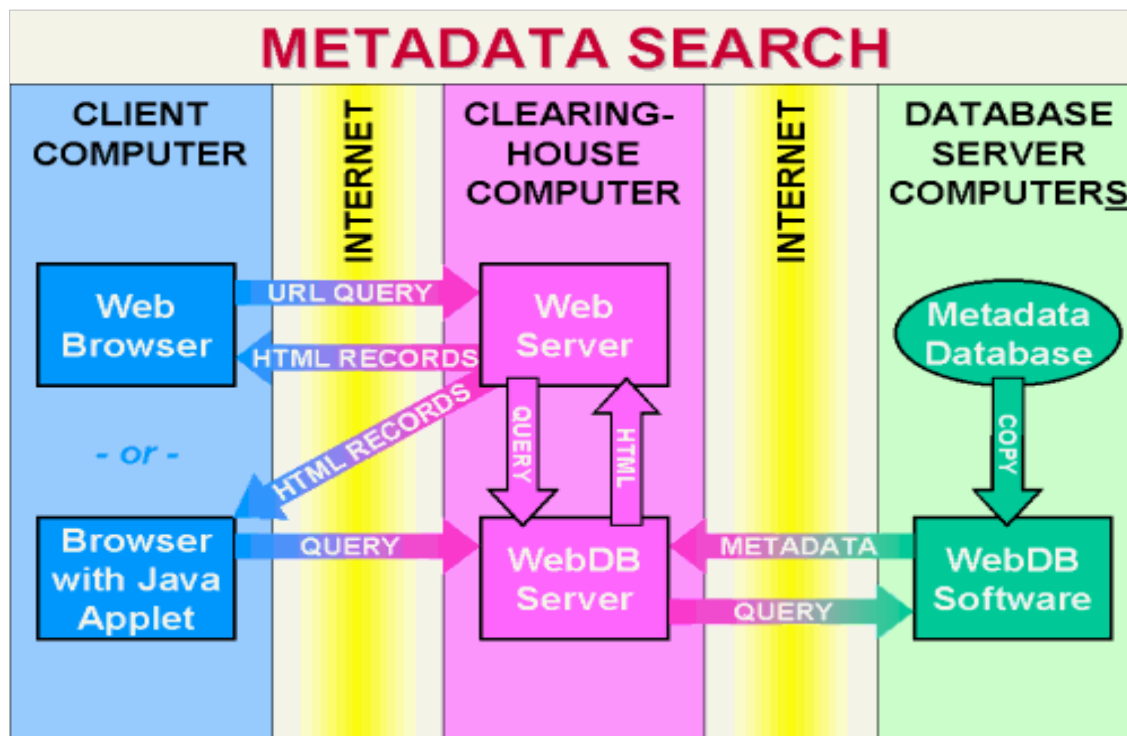 METADATA SEARCH
CLIENT
COMPUTER
INTERNET
CLEARING-
HOUSE
COMPUTER
INTERNET
DATABASE
SERVER
COMPUTERS
Web
Browser
URL QUERY
HTML RECORDS
Web
Server
Metadata
Database
- or -
HTML RECORDS
QUERY
HTML
COPY
Browser
with Java
Applet
QUERY
WebDB
Server
METADATA
QUERY
WebDB
Software